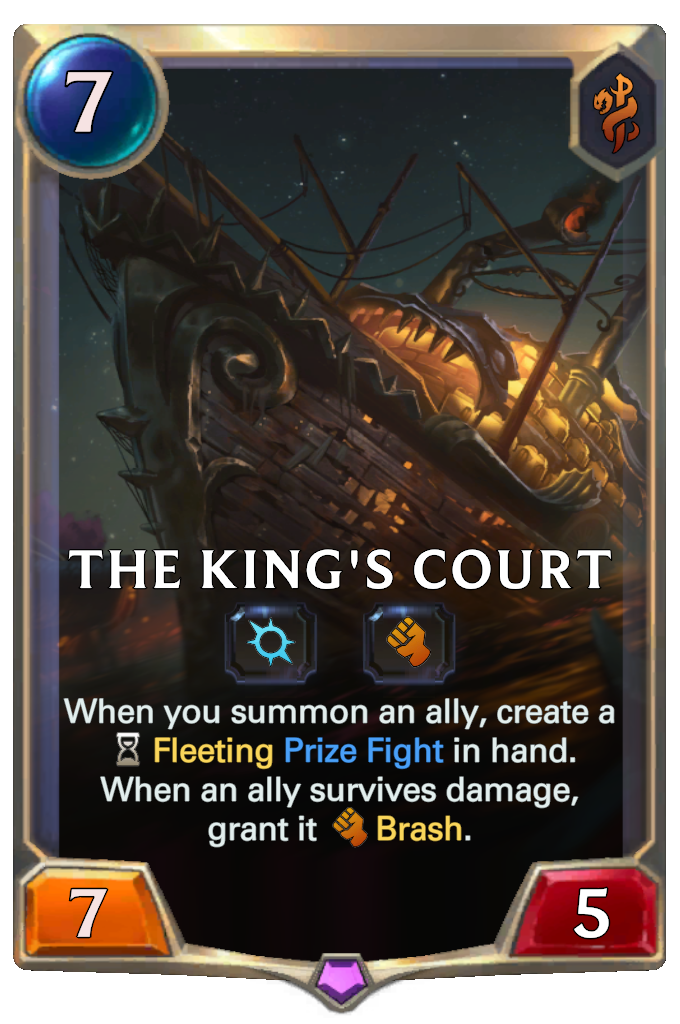 7
THE KING'S COURT
When you summon an ally, create a
Fleeting Prize Fight in hand.
When an ally survives damage,
grant it Brash.
7
5